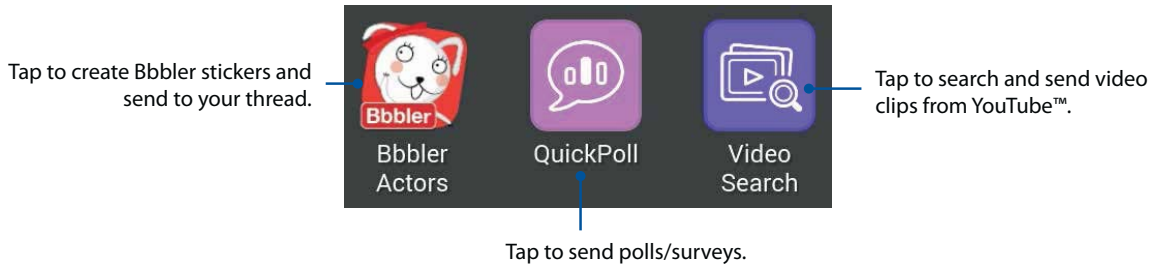 Tap to create Bbbler stickers and
send to your thread.
Bbbler
Bbbler
Actors
QuickPoll
Video
Search
Tap to search and send video
clips from YouTube™.
Tap to send polls/surveys.